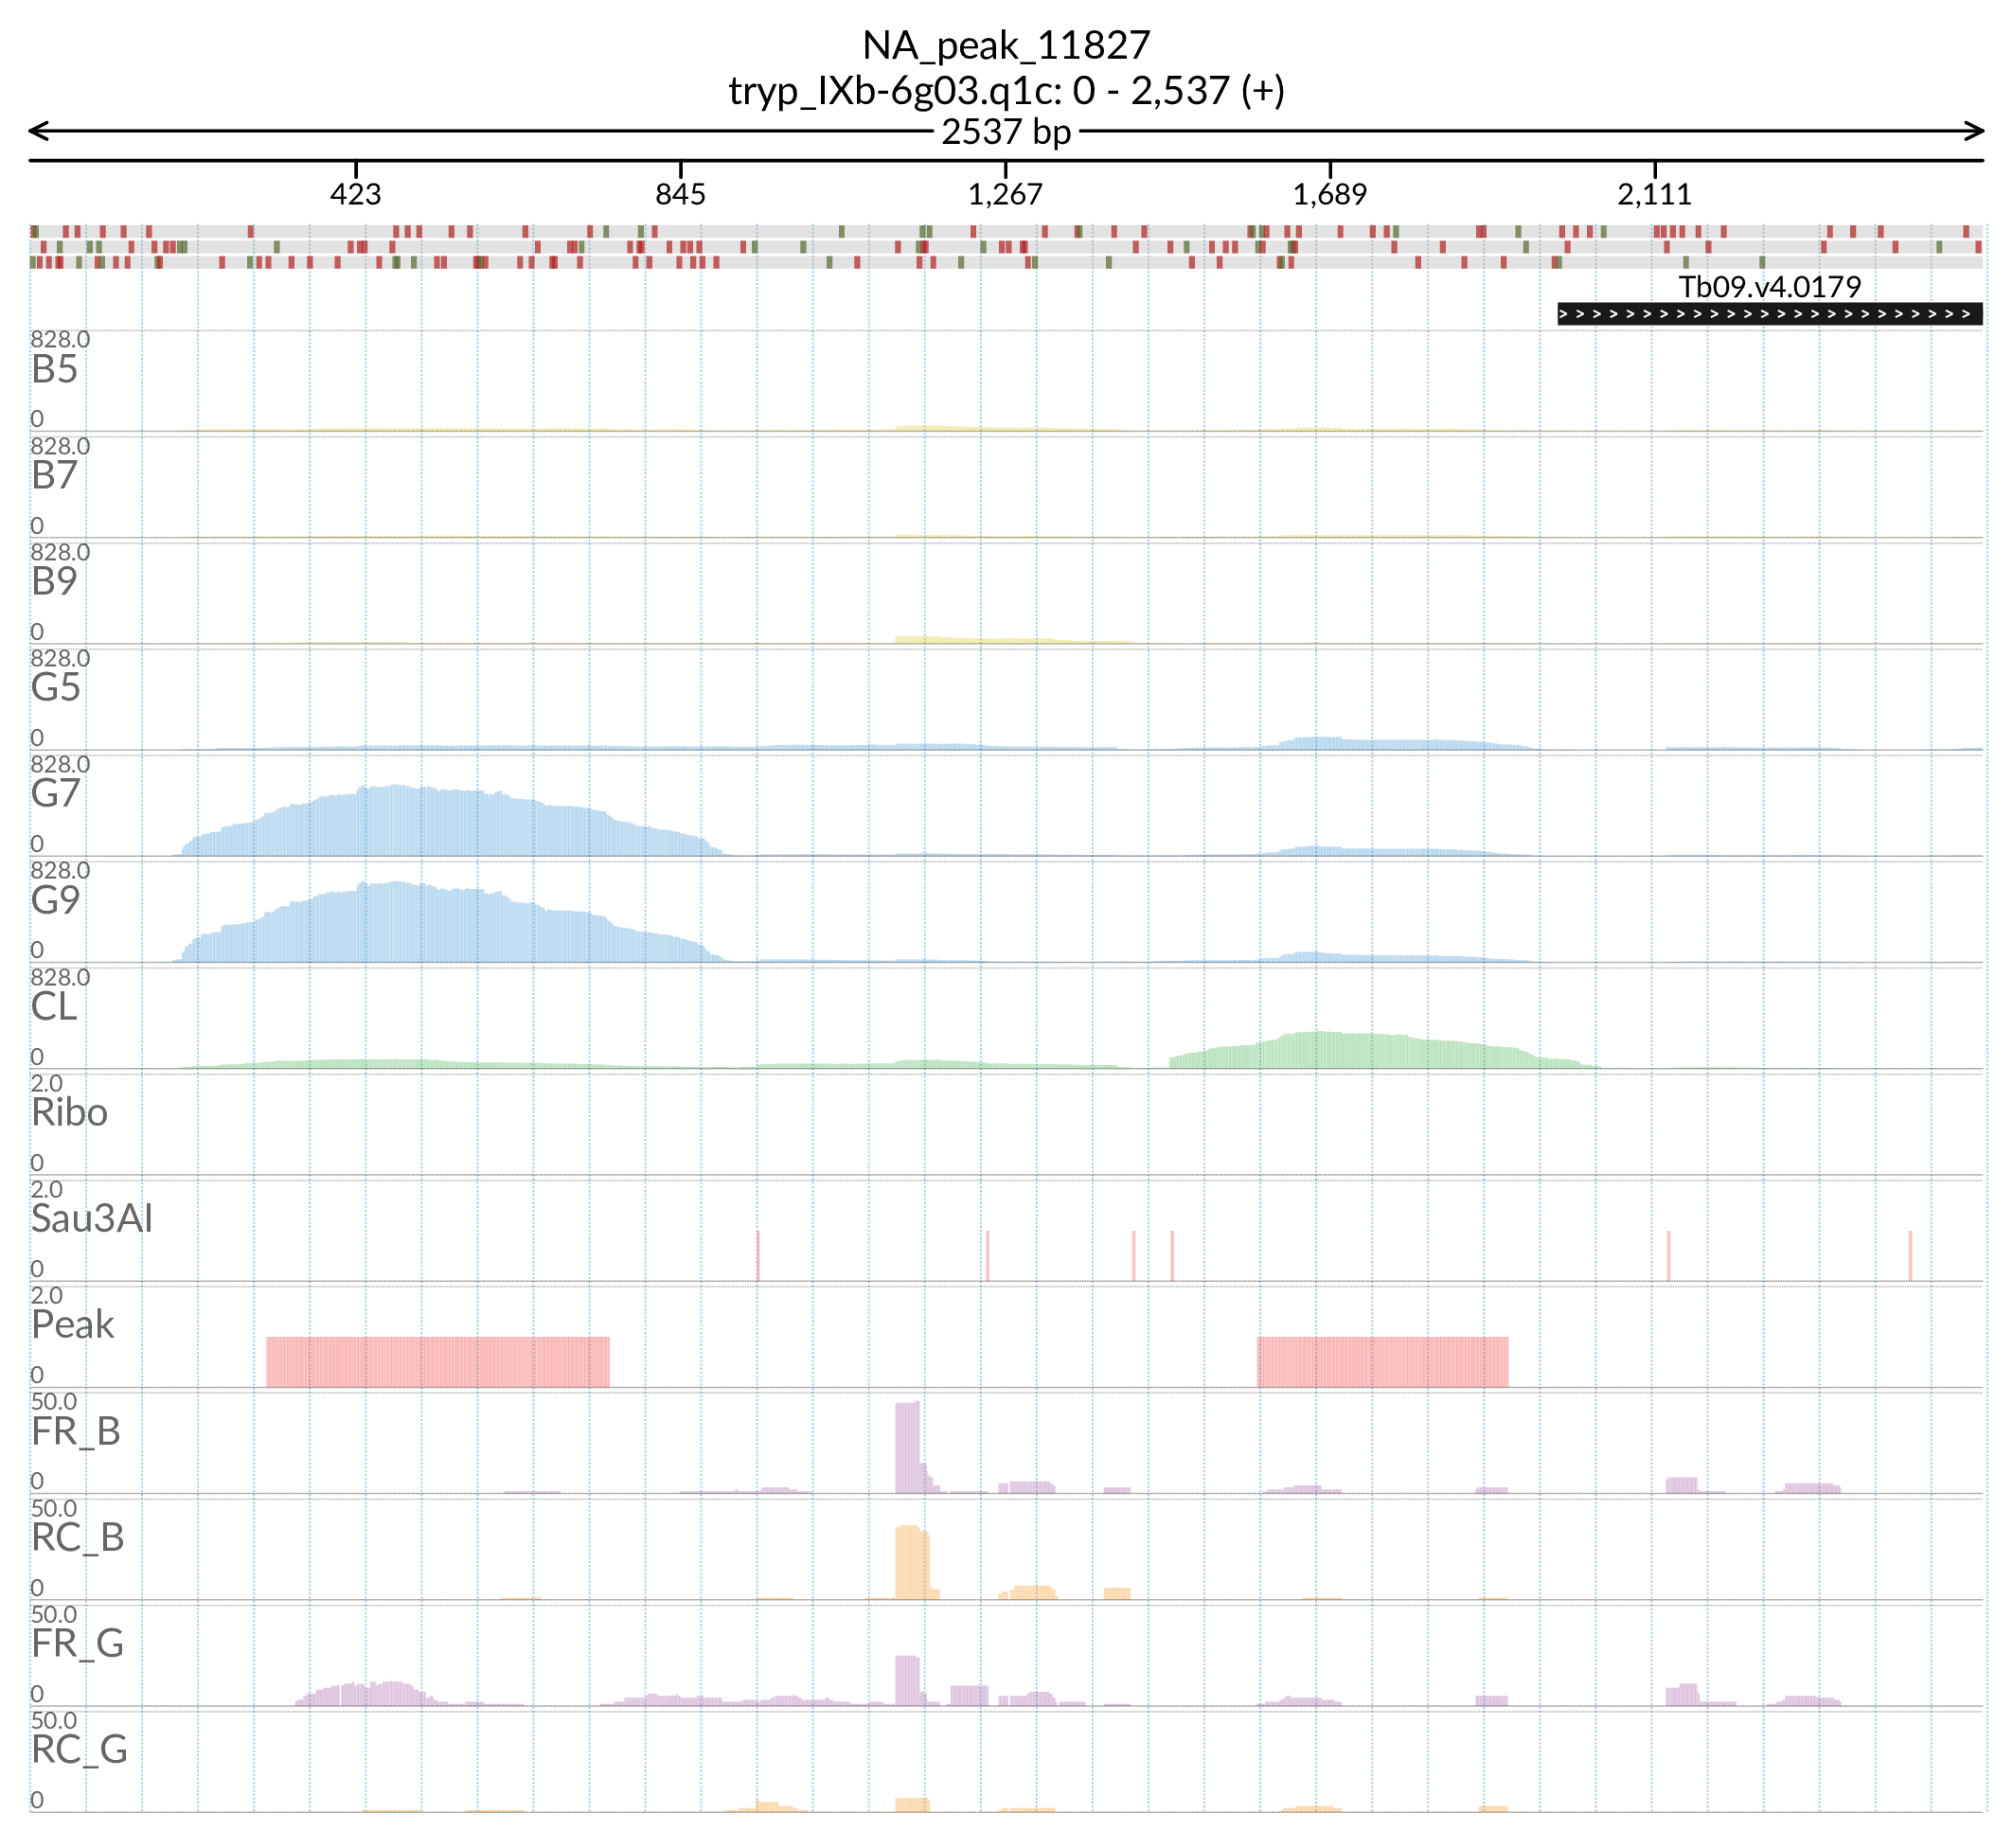 NA_peak_11827
tryp_IXb-6g03.q1c: 0 - 2,537 (+)
2537 bp
423 845 1,267 1,689 2,111
Tb09.v4.0179
> > > > > > > > > > > > > > > > > > > > > > > > >
828.0
B5
0
828.0
B7
0
828.0
B9
0
828.0
G5
0
828.0
G7
0
828.0
G9
0
828.0
CL
0
2.0
Ribo
0
2.0
Sau3AI
0
2.0
Peak
0
50.0
FR_B
0
50.0
RC_B
0
50.0
FR_G
0
50.0
RC_G
0